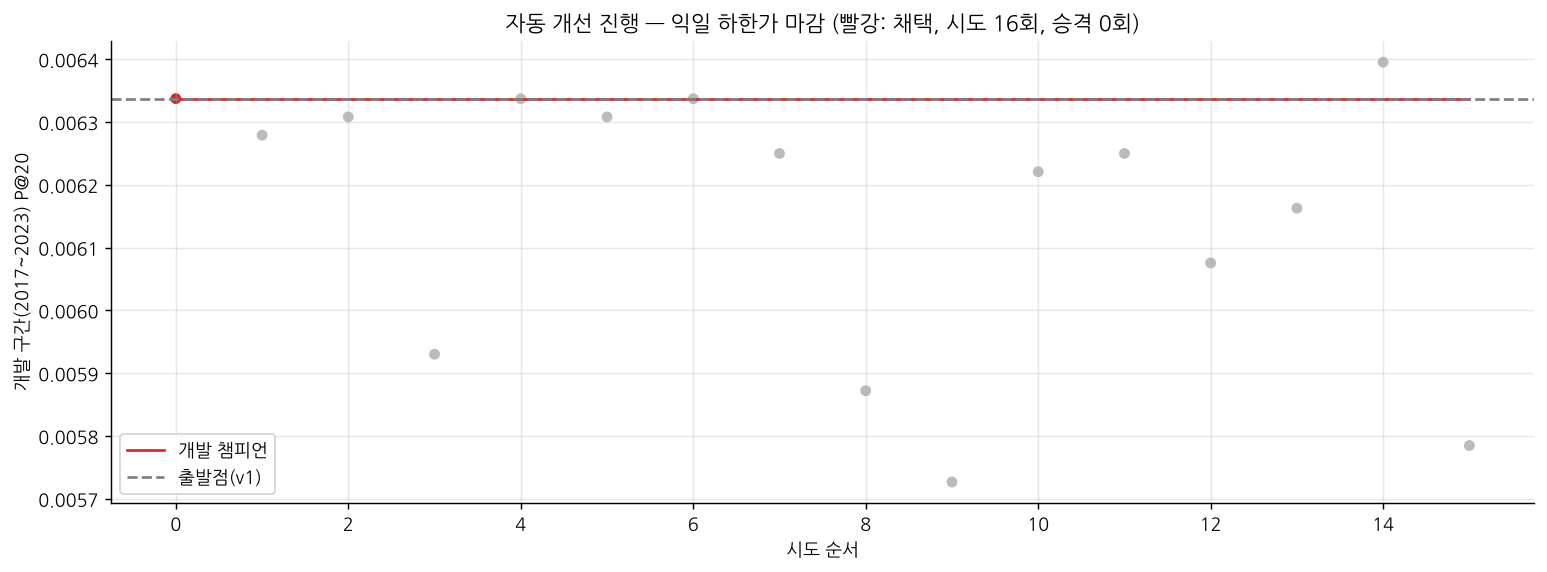 자동 개선 진행 — 익일 하한가 마감 (빨강: 채택, 시도 16회, 승격 0회)
개발 구간(2017~2023) P@20
0.0064
0.0063
0.0062
0.0061
0.0060
0.0059
0.0058
0.0057
개발 챔피언
출발점(v1)
0 2 4 6 8 10 12 14
시도 순서